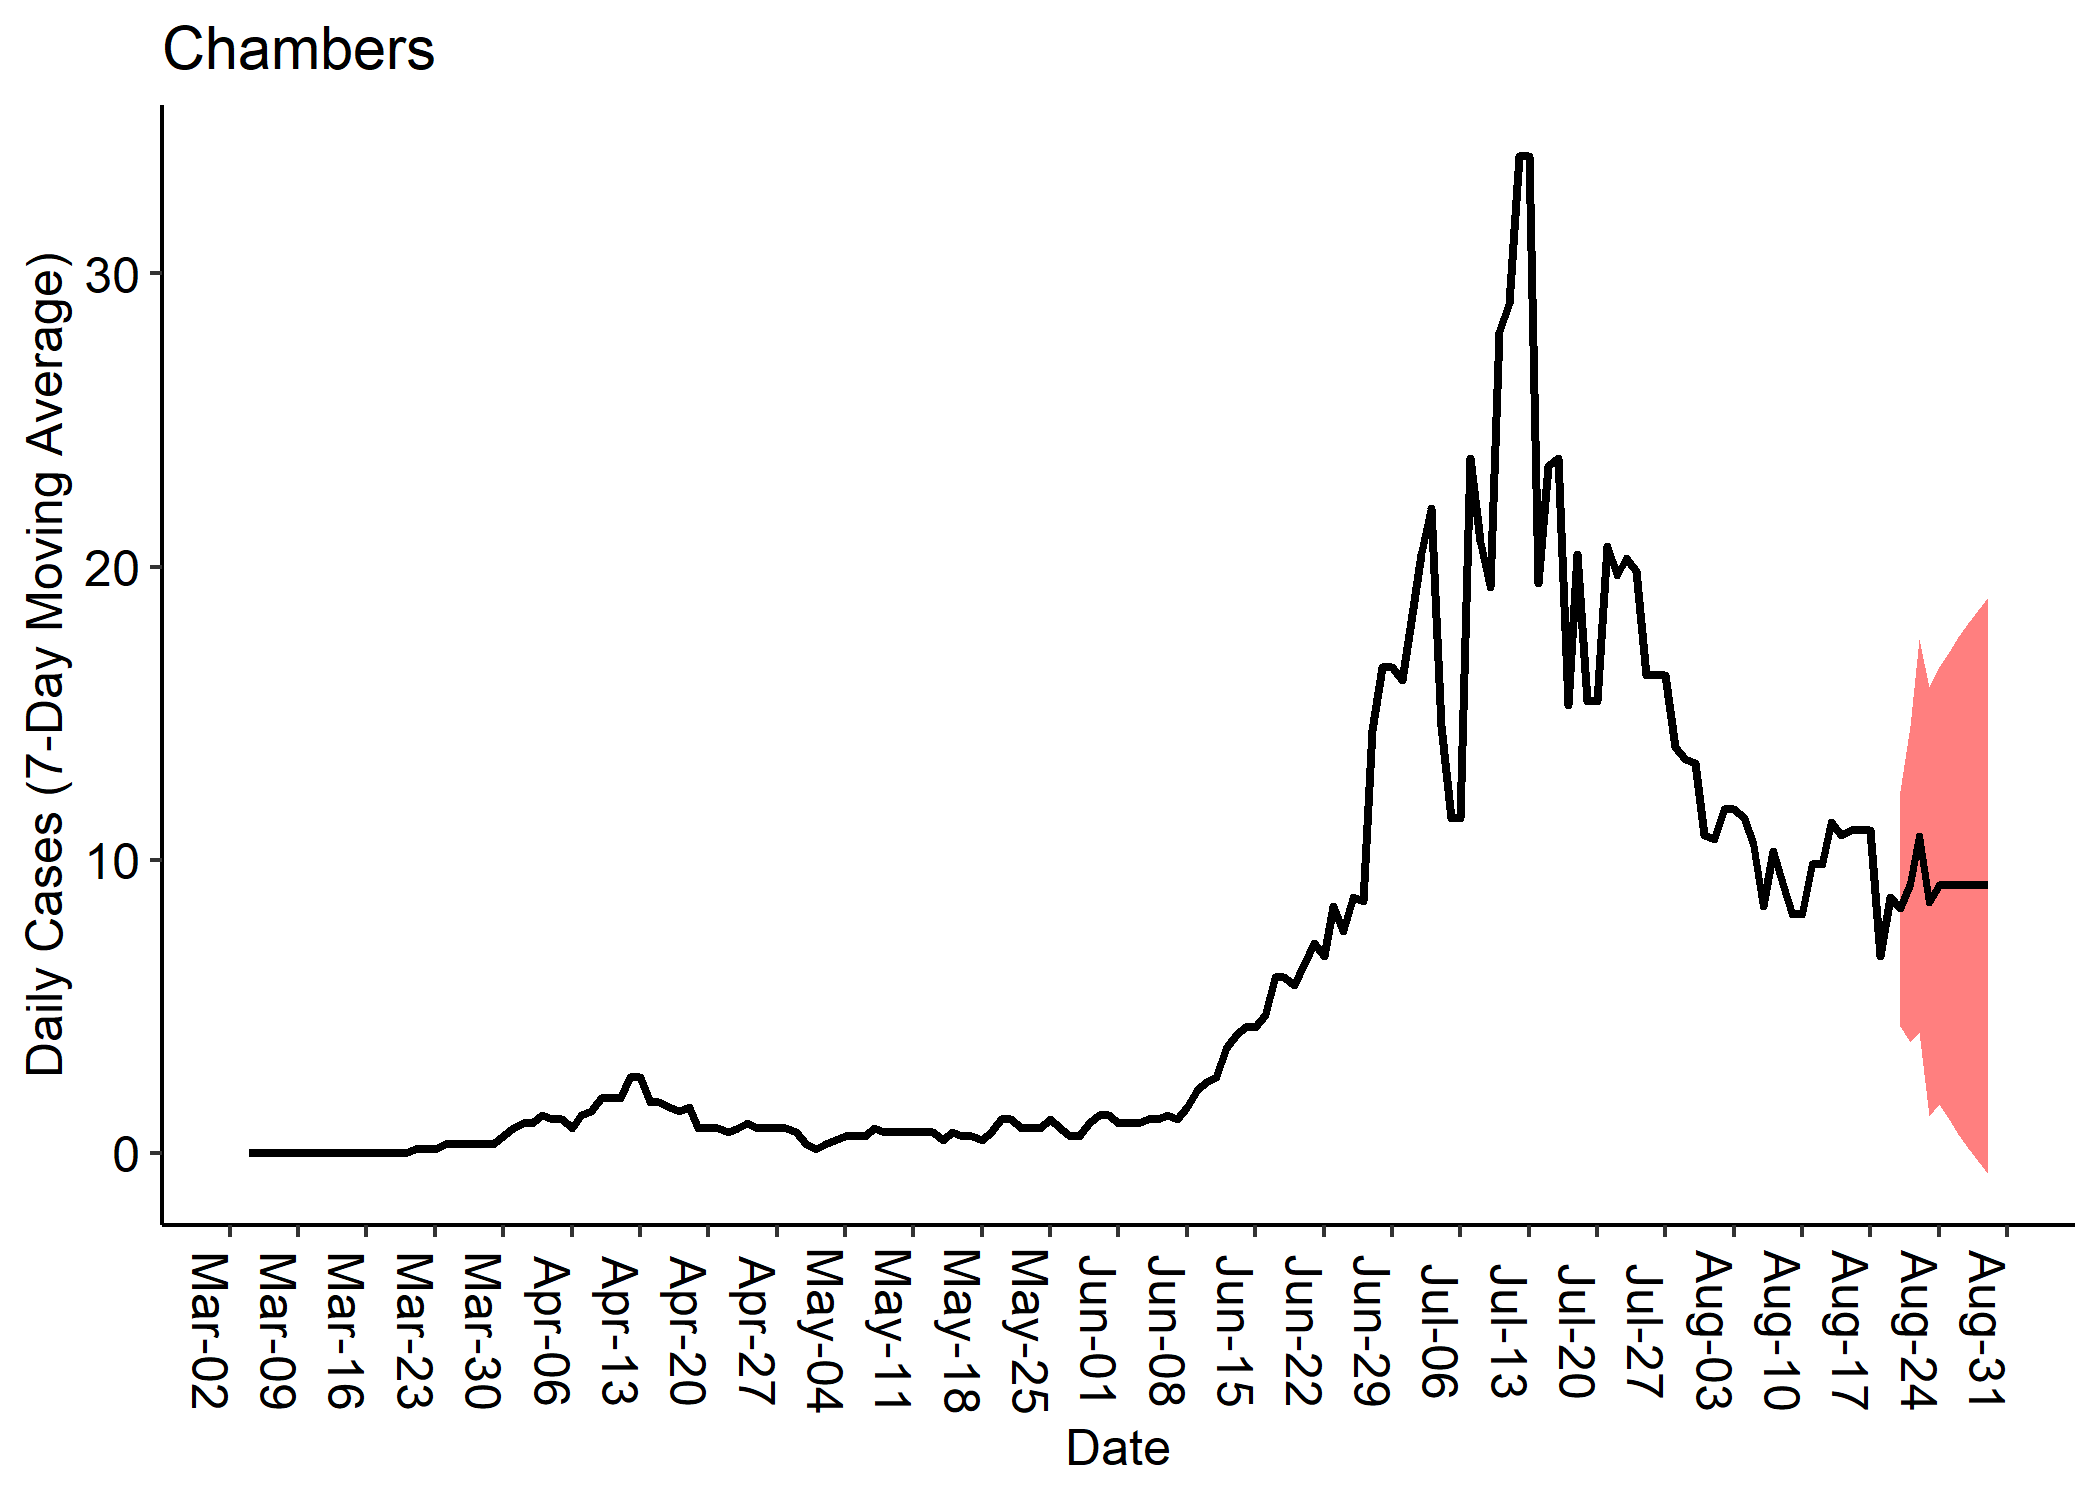 Chambers
Daily Cases (7-Day Moving Average)
30
20
10
0
Mar-02
Mar-09
Mar-16
Mar-23
Mar-30
Apr-06
Apr-13
Apr-20
Apr-27
May-04
May-11
May-18
May-25
Jun-01
Jun-08
Jun-15
Jun-22
Jun-29
Jul-06
Jul-13
Jul-20
Jul-27
Aug-03
Aug-10
Aug-17
Aug-24
Aug-31
Date